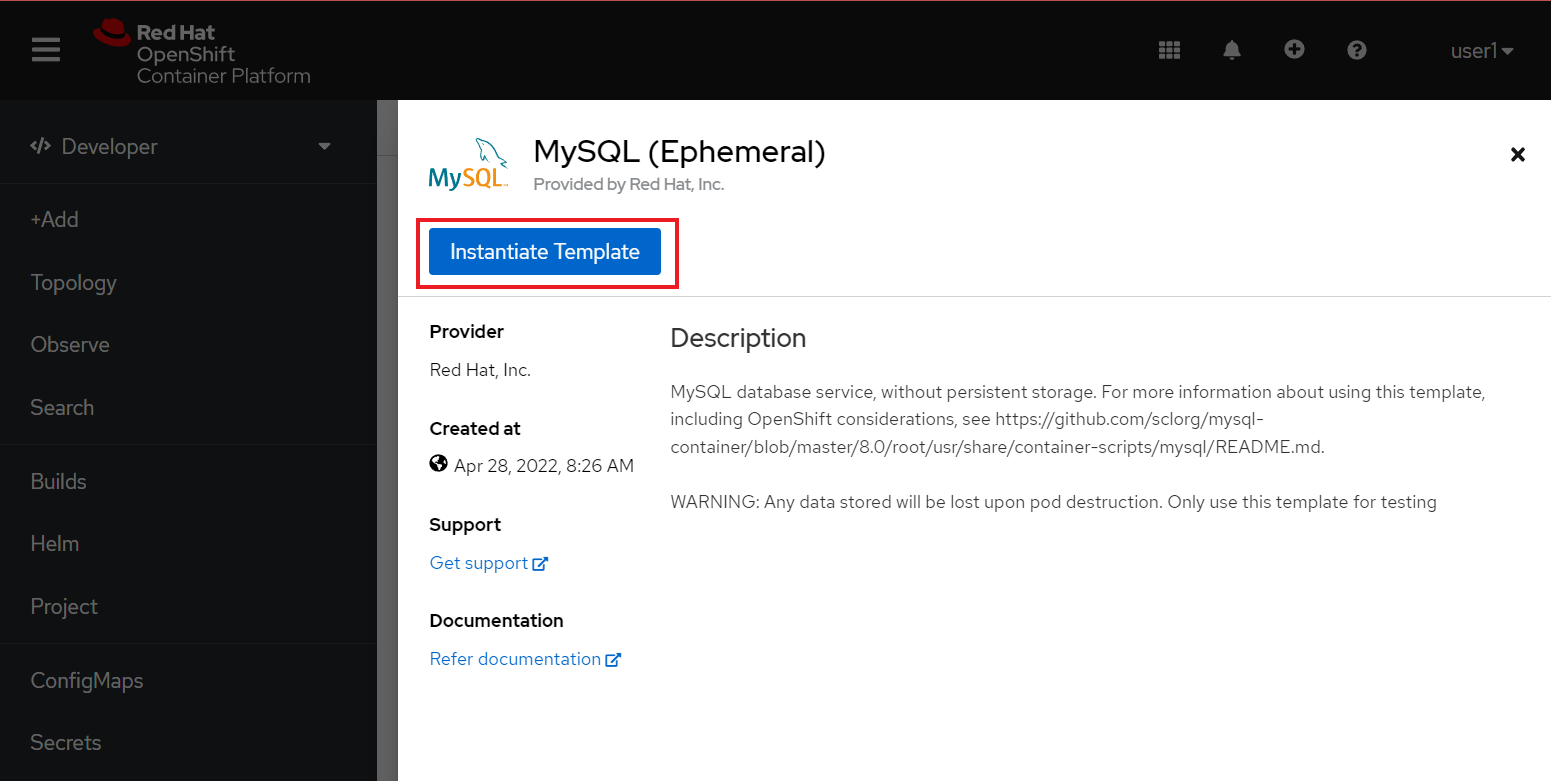 Red Hat
OpenShift
Container Platform
user1
Developer
+Add
Topology
Observe
Search
Builds
Helm
Project
ConfigMaps
Secrets
MySQL
MySQL (Ephemeral)
Provided by Red Hat, Inc.
Instantiate Template
Provider
Red Hat, Inc.
Created at
Apr 28, 2022, 8:26 AM
Support
Get support
Documentation
Refer documentation
Description
MySQL database service, without persistent storage. For more information about using this template,
including OpenShift considerations, see https://github.com/sclorg/mysql-
container/blob/master/8.0/root/usr/share/container-scripts/mysql/README.md.
WARNING: Any data stored will be lost upon pod destruction. Only use this template for testing